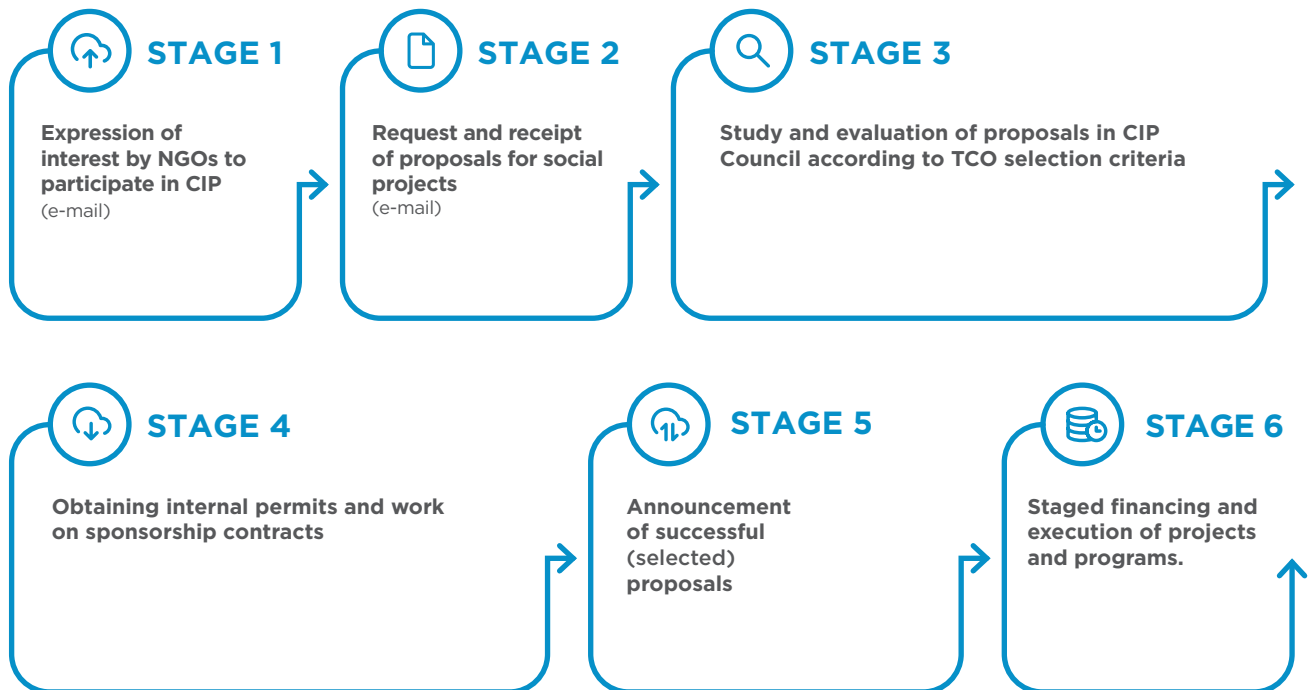 STAGE 1
Expression of
interest by NGOs to
participate in CIP
(e-mail)
STAGE 2
Request and receipt
of proposals for social
projects
(e-mail)
STAGE 3
Study and evaluation of proposals in CIP
Council according to TCO selection criteria
STAGE 4
Obtaining internal permits and work
on sponsorship contracts
STAGE 5
Announcement
of successful
(selected)
proposals
STAGE 6
Staged financing and
execution of projects
and programs.